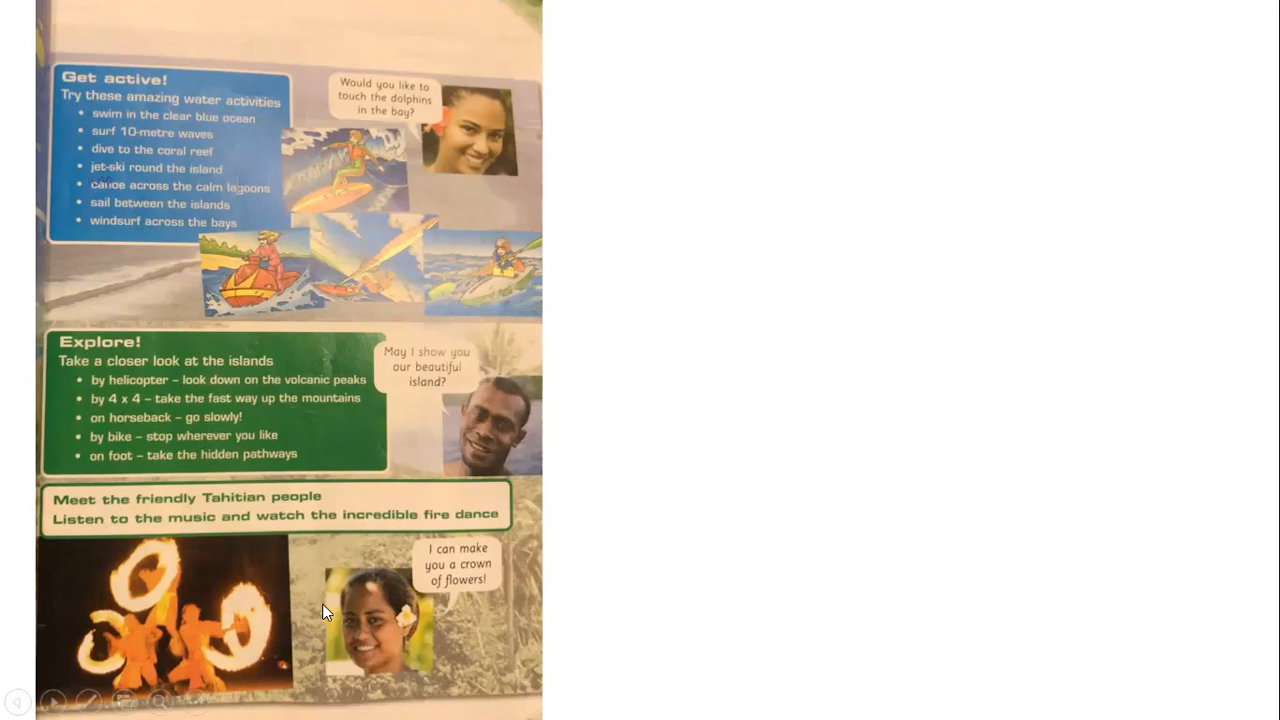 Get active!
Try these amazing water activities
• swim in the clear blue ocean
• surf 10-metre waves
• dive to the coral reef
• jet-ski round the island
• canoe across the calm lagoons
• sail between the islands
• windsurf across the bays
Would you like to
touch the dolphins
in the bay?
Explore!
Take a closer look at the islands
• by helicopter – look down on the volcanic peaks
• by 4 x 4 – take the fast way up the mountains
• on horseback – go slowly!
• by bike – stop wherever you like
• on foot – take the hidden pathways
May I show you
our beautiful
island?
Meet the friendly Tahitian people
Listen to the music and watch the incredible fire dance
I can make
you a crown
of flowers!